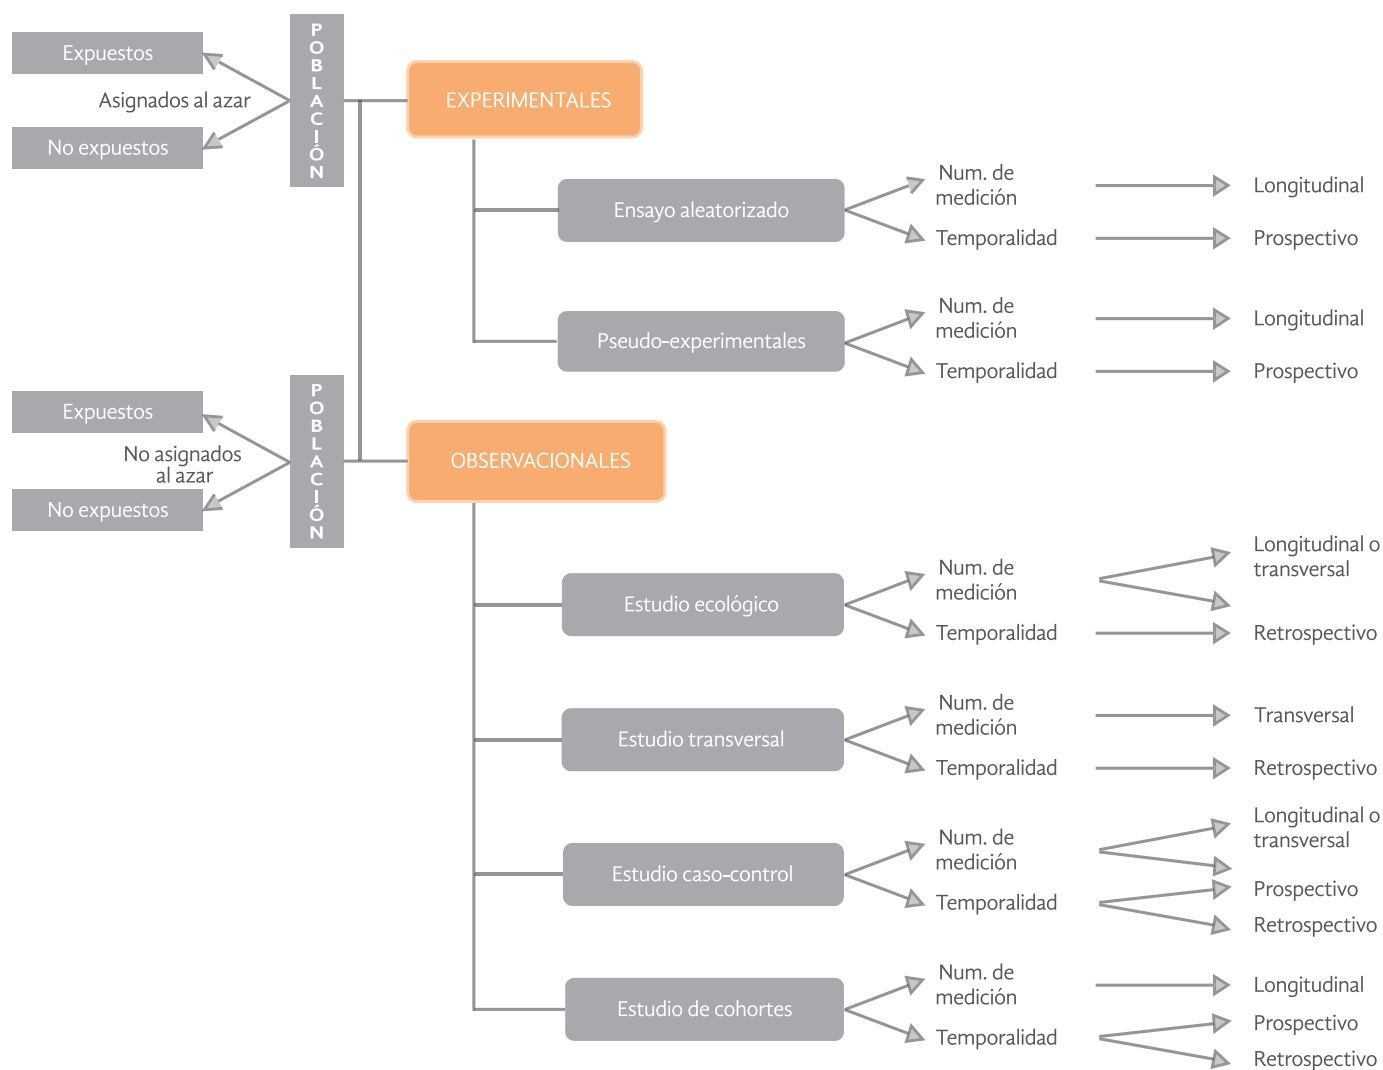 Expuestos
Asignados al azar
No expuestos
POBLACIÓN
EXPERIMENTALES
Ensayo aleatorizado
Num. de
medición
Longitudinal
Temporalidad
Prospectivo
Pseudo-experimentales
Num. de
medición
Longitudinal
Temporalidad
Prospectivo
Expuestos
No asignados
al azar
No expuestos
POBLACIÓN
OBSERVACIONALES
Estudio ecológico
Num. de
medición
Longitudinal o
transversal
Temporalidad
Retrospectivo
Estudio transversal
Num. de
medición
Transversal
Temporalidad
Retrospectivo
Estudio caso-control
Num. de
medición
Longitudinal o
transversal
Temporalidad
Prospectivo
Retrospectivo
Estudio de cohortes
Num. de
medición
Longitudinal
Temporalidad
Prospectivo
Retrospectivo